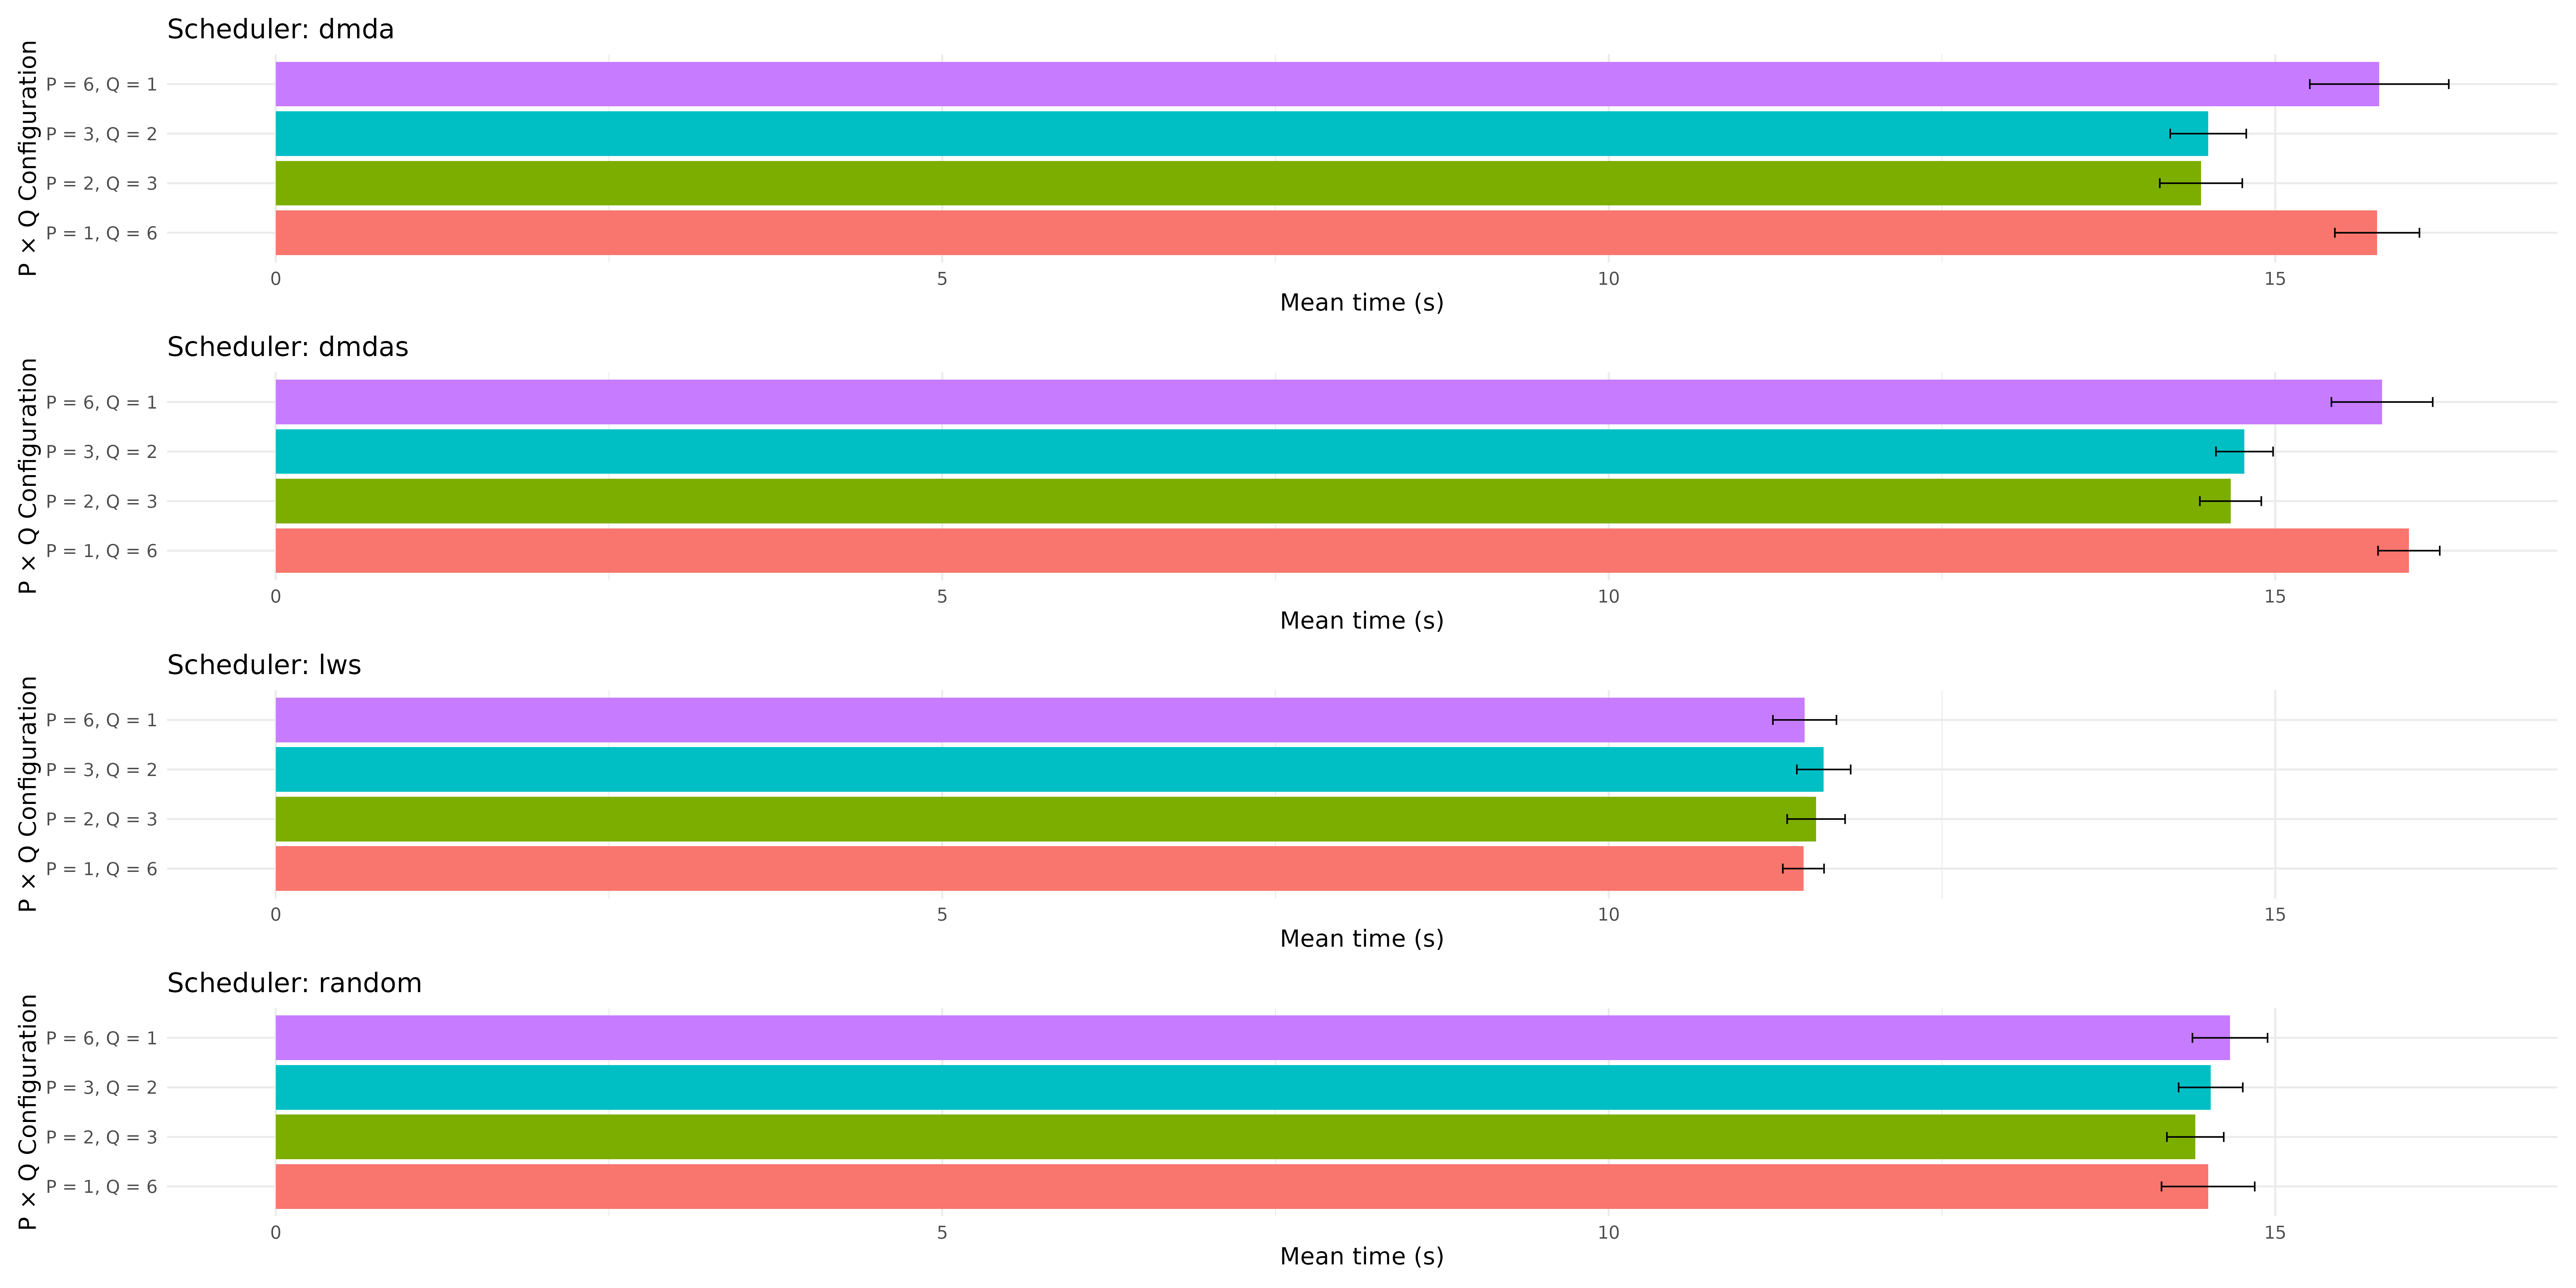 Scheduler: dmda
P × Q Configuration
P = 6, Q = 1
P = 3, Q = 2
P = 2, Q = 3
P = 1, Q = 6
0 5 10 15
Mean time (s)
Scheduler: dmdas
P × Q Configuration
P = 6, Q = 1
P = 3, Q = 2
P = 2, Q = 3
P = 1, Q = 6
0 5 10 15
Mean time (s)
Scheduler: lws
P × Q Configuration
P = 6, Q = 1
P = 3, Q = 2
P = 2, Q = 3
P = 1, Q = 6
0 5 10 15
Mean time (s)
Scheduler: random
P × Q Configuration
P = 6, Q = 1
P = 3, Q = 2
P = 2, Q = 3
P = 1, Q = 6
0 5 10 15
Mean time (s)